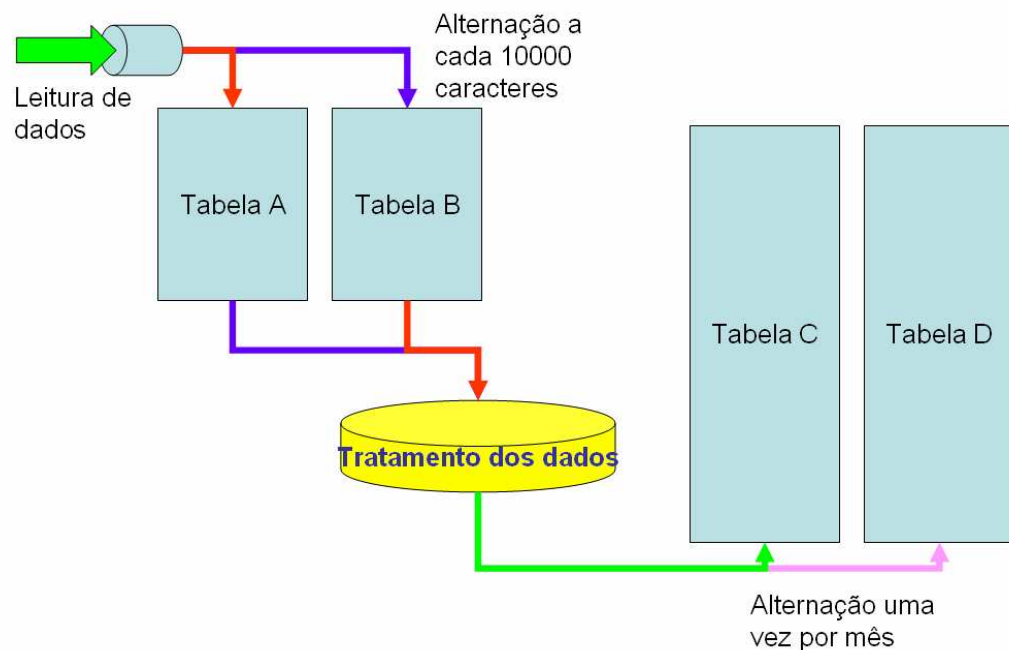 Leitura de
dados
Alternação a
cada 10000
caracteres
Tabela A
Tabela B
Tratamento dos dados
Tabela C
Tabela D
Alternação uma
vez por mês